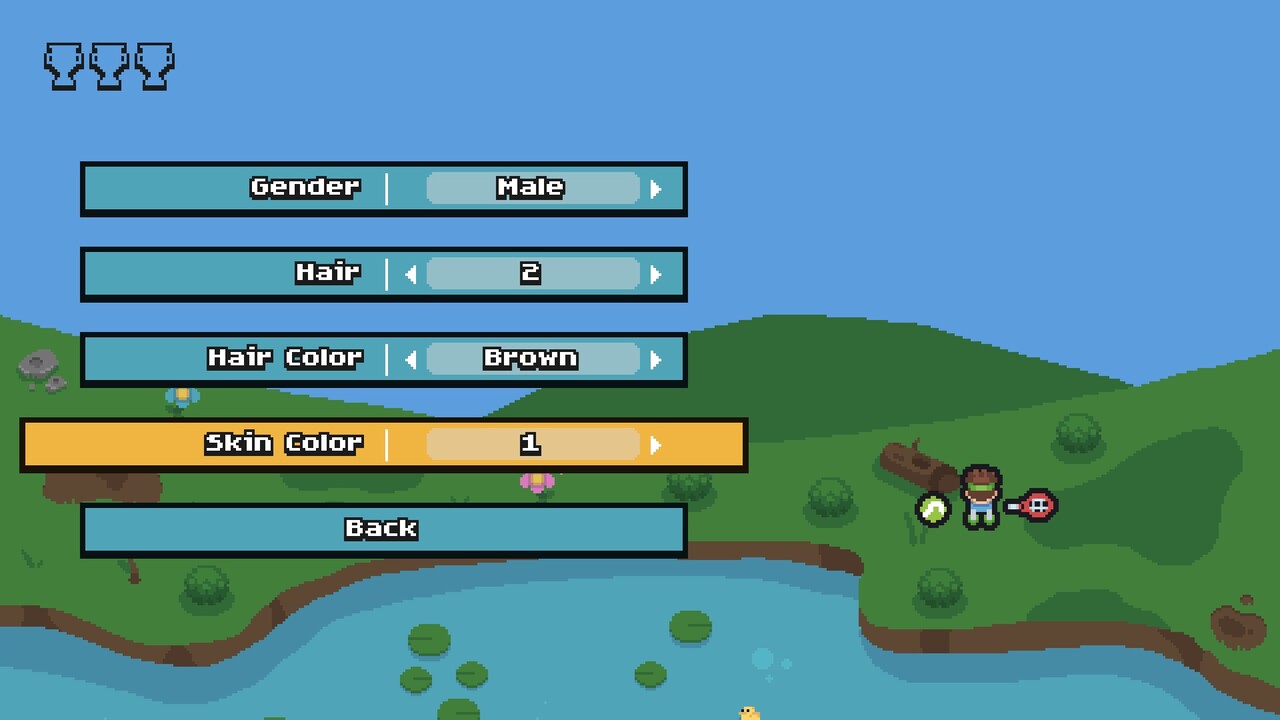 Gender | Male
Hair | 2
Hair Color | Brown
Skin Color | 1
Back